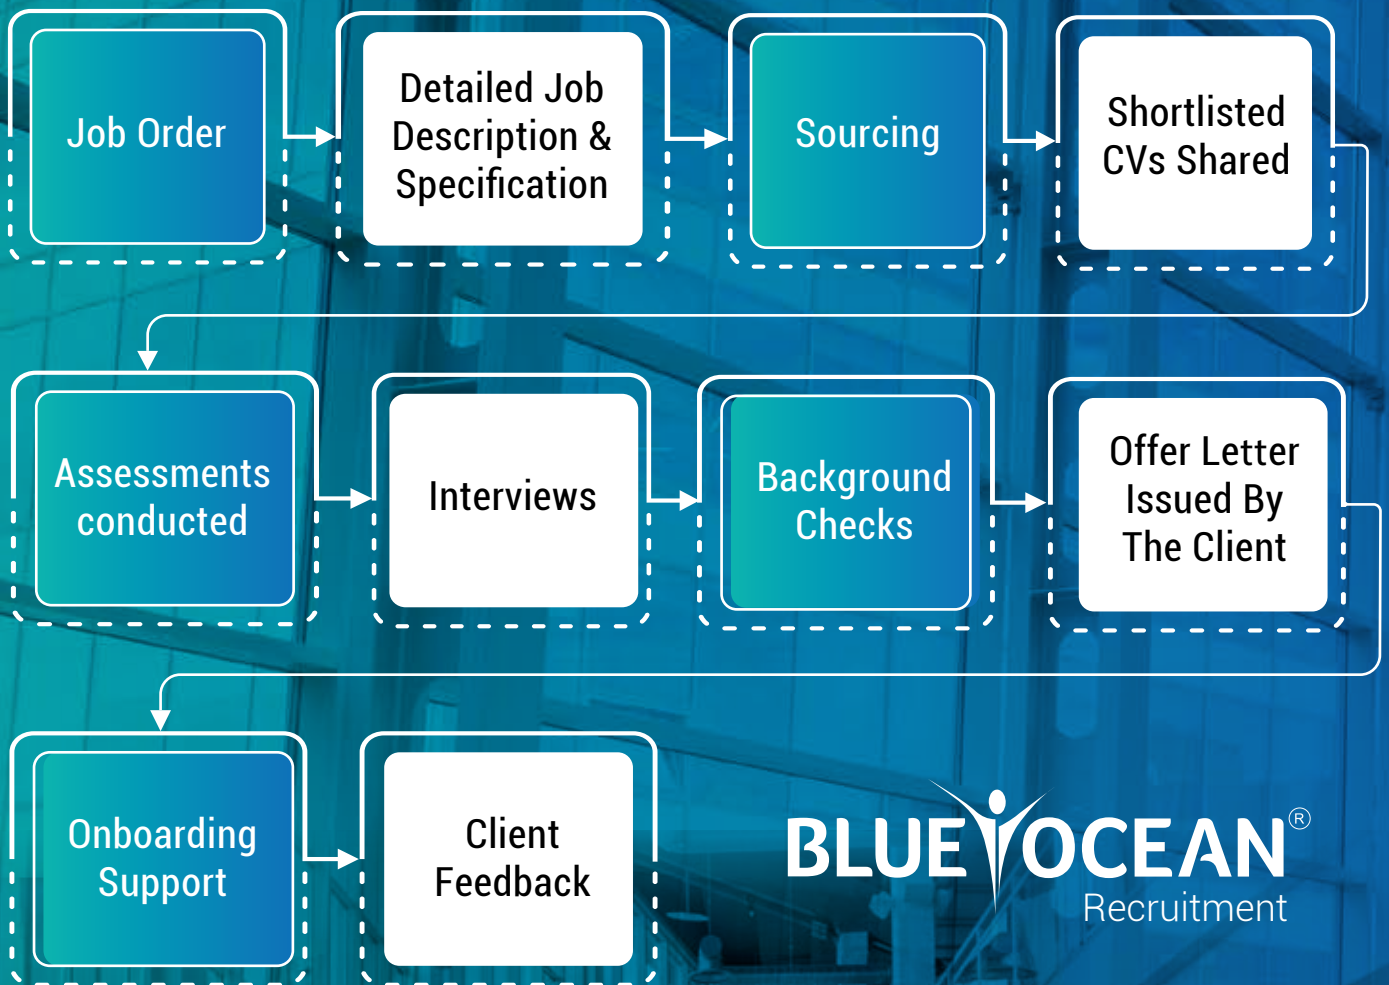 Job Order
Detailed Job
Description &
Specification
Sourcing
Shortlisted
CVs Shared
Assessments
conducted
Interviews
Background
Checks
Offer Letter
Issued By
The Client
Onboarding
Support
Client
Feedback
BLUE OCEAN®
Recruitment